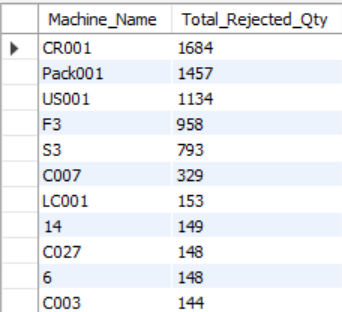 Machine_Name Total_Rejected_Qty
CR001 1684
Pack001 1457
US001 1134
F3 958
S3 793
C007 329
LC001 153
14 149
C027 148
6 148
C003 144